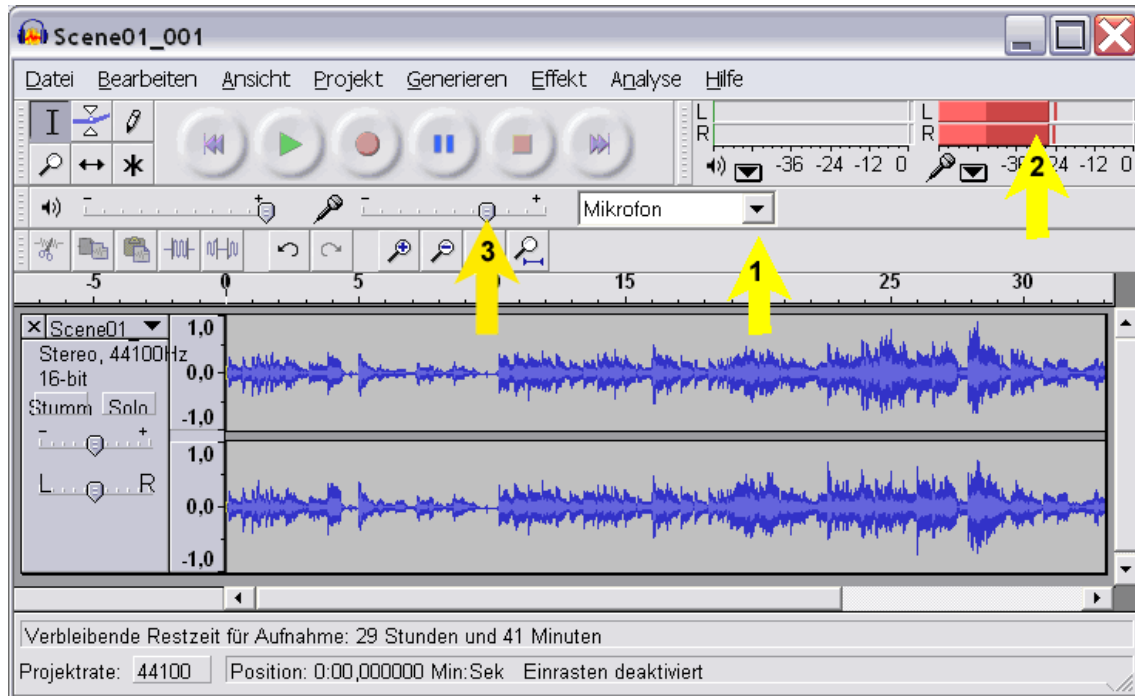 Scene01_001
Datei Bearbeiten Ansicht Projekt Generieren Effekt Analyse Hilfe
L
R
-36 -24 -12 0
L
R
24 -12 0
2
- + - + Mikrofon
3
1
-5 0 5 15 25 30
Scene01_
Stereo, 44100Hz
16-bit
Stumm Solo
- +
L R
1,0
0,0
-1,0
1,0
0,0
-1,0
Verbleibende Restzeit für Aufnahme: 29 Stunden und 41 Minuten
Projektrate: 44100 Position: 0:00,000000 Min:Sek Einrasten deaktiviert